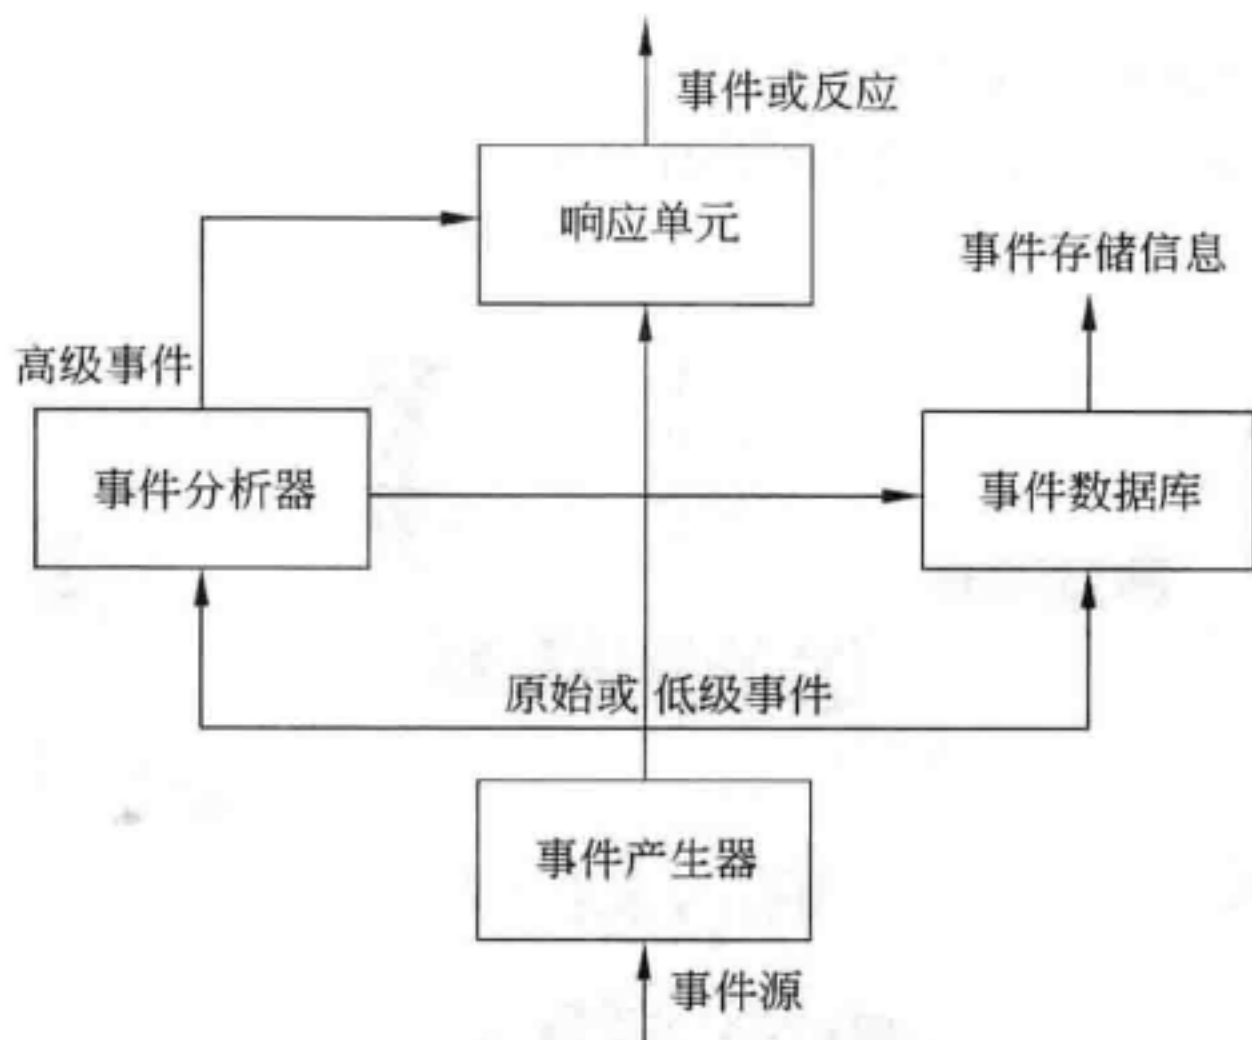 事件或反应
响应单元
事件存储信息
高级事件
事件分析器
事件数据库
原始或低级事件
事件产生器
事件源